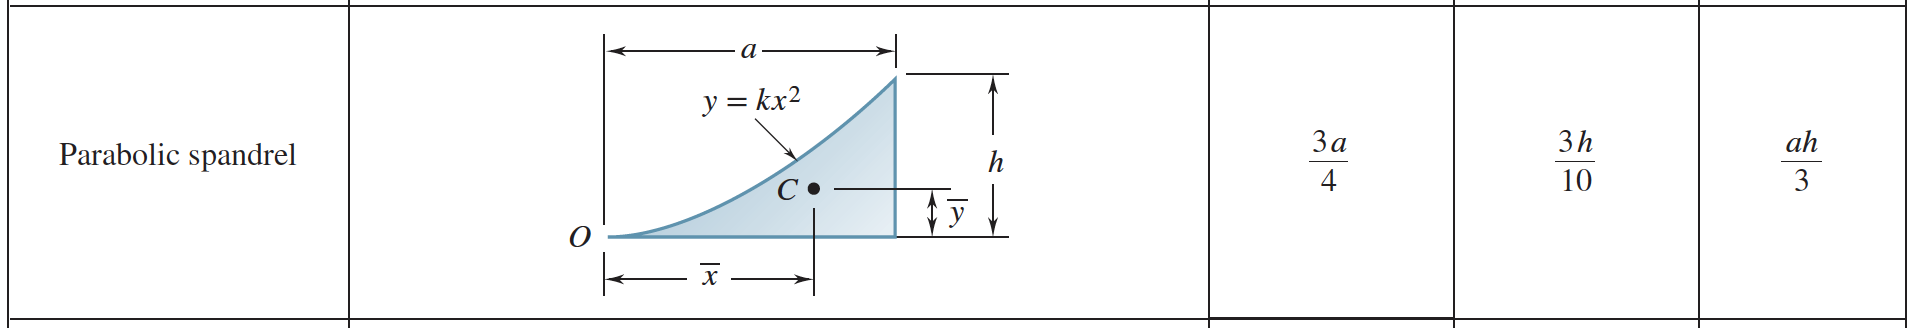 Parabolic spandrel
a
y = kx²
h
C
y̅
O
x̅
3a
4
3h
10
ah
3